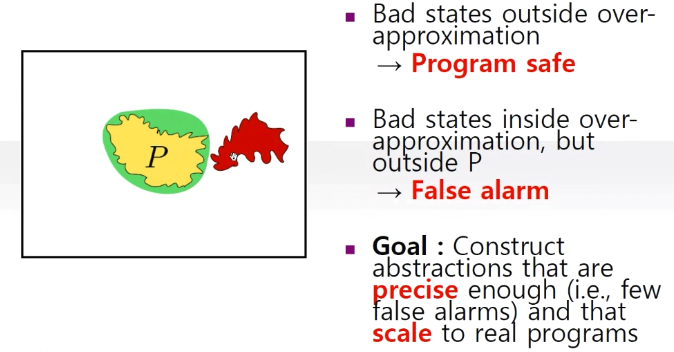 P
Bad states outside over-
approximation
→ Program safe
Bad states inside over-
approximation, but
outside P
→ False alarm
Goal : Construct
abstractions that are
precise enough (i.e., few
false alarms) and that
scale to real programs